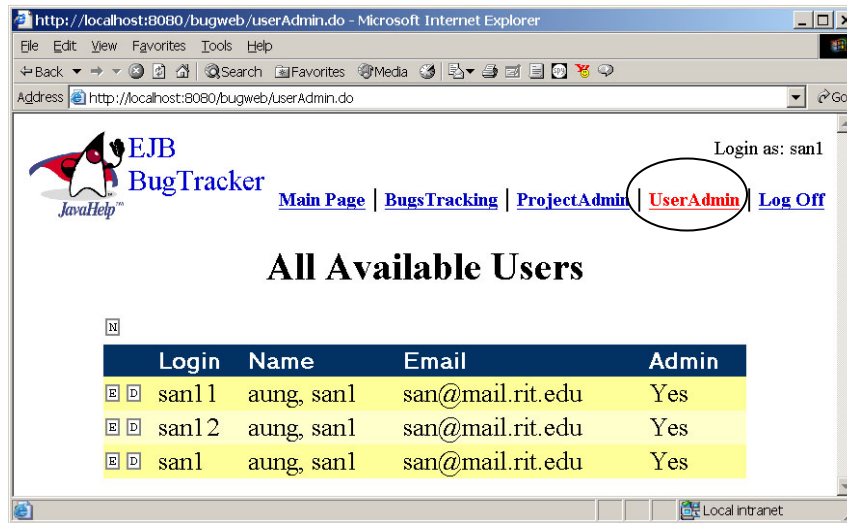 http://localhost:8080/bugweb/userAdmin.do - Microsoft Internet Explorer
File Edit View Favorites Tools Help
Back Search Favorites Media
Address http://localhost:8080/bugweb/userAdmin.do Go
Login as: san1
EJB
BugTracker
JavaHelp™
Main Page | BugsTracking | ProjectAdmin | UserAdmin | Log Off
All Available Users
N
Login Name Email Admin
E D san11 aung, san1 san@mail.rit.edu Yes
E D san12 aung, san1 san@mail.rit.edu Yes
E D san1 aung, san1 san@mail.rit.edu Yes
Local intranet